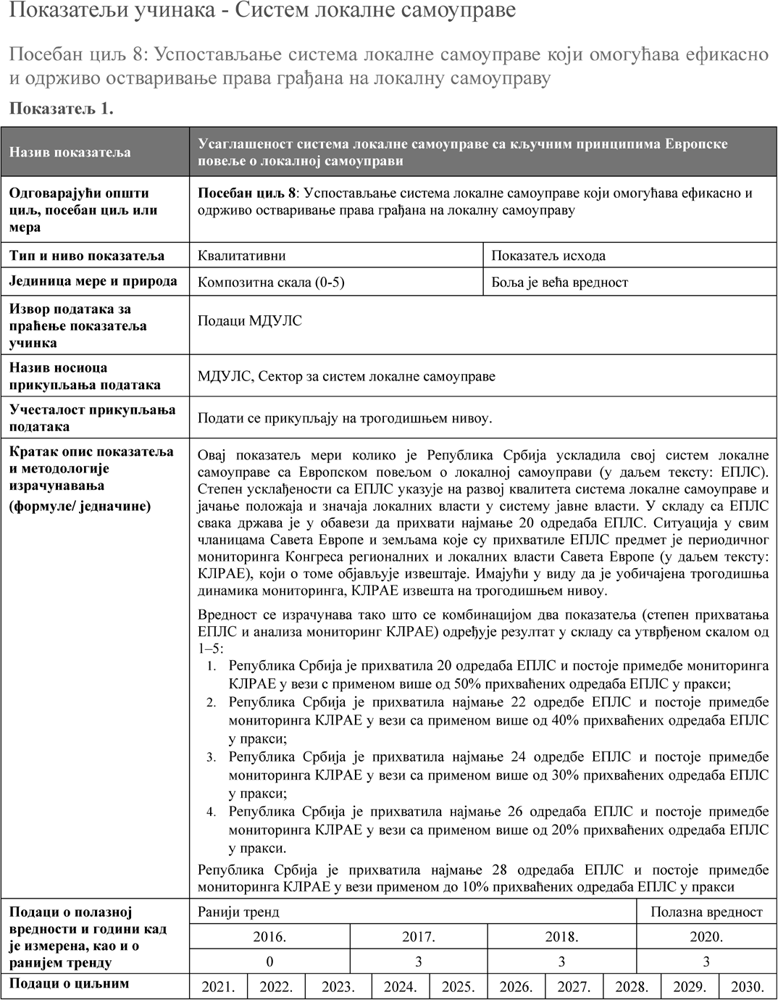 Показатељи учинака - Систем локалне самоуправе
Посебан циљ 8: Успостављање система локалне самоуправе који омогућава ефикасно
и одрживо остваривање права грађана на локалну самоуправу
Показатељ 1.
Назив показатеља
Усаглашеност система локалне самоуправе са кључним принципима Европске
повеље о локалној самоуправи
Одговарајући општи
циљ, посебан циљ или
мера
Посебан циљ 8: Успостављање система локалне самоуправе који омогућава ефикасно и
одрживо остваривање права грађана на локалну самоуправу
Тип и ниво показатеља
Квалитативни
Показатељ исхода
Јединица мере и природа
Композитна скала (0-5)
Боља је већа вредност
Извор података за
праћење показатеља
учинка
Подаци МДУЛС
Назив носиоца
прикупљања података
МДУЛС, Сектор за систем локалне самоуправе
Учесталост прикупљања
података
Подати се прикупљају на трогодишњем нивоу.
Кратак опис показатеља
и методологије
израчунавања
(формуле/ једначине)
Овај показатељ мери колико је Република Србија ускладила свој систем локалне
самоуправе са Европском повељом о локалној самоуправи (у даљем тексту: ЕПЛС).
Степен усклађености са ЕПЛС указује на развој квалитета система локалне самоуправе и
јачање положаја и значаја локалних власти у систему јавне власти. У складу са ЕПЛС
свака држава је у обавези да прихвати најмање 20 одредаба ЕПЛС. Ситуација у свим
чланицама Савета Европе и земљама које су прихватиле ЕПЛС предмет је периодичног
мониторинга Конгреса регионалних и локалних власти Савета Европе (у даљем тексту:
КЛРАЕ), који о томе објављује извештаје. Имајући у виду да је уобичајена трогодишња
динамика мониторинга, КЛРАЕ извешта на трогодишњем нивоу.
Вредност се израчунава тако што се комбинацијом два показатеља (степен прихватања
ЕПЛС и анализа мониторинг КЛРАЕ) одређује резултат у складу са утврђеном скалом од
1–5:
1. Република Србија је прихватила 20 одредаба ЕПЛС и постоје примедбе мониторинга
КЛРАЕ у вези с применом више од 50% прихваћених одредаба ЕПЛС у пракси;
2. Република Србија је прихватила најмање 22 одредбе ЕПЛС и постоје примедбе
мониторинга КЛРАЕ у вези са применом више од 40% прихваћених одредаба ЕПЛС
у пракси;
3. Република Србија је прихватила најмање 24 одредбе ЕПЛС и постоје примедбе
мониторинга КЛРАЕ у вези са применом више од 30% прихваћених одредаба ЕПЛС
у пракси;
4. Република Србија је прихватила најмање 26 одредаба ЕПЛС и постоје примедбе
мониторинга КЛРАЕ у вези са применом више од 20% прихваћених одредаба ЕПЛС
у пракси.
Република Србија је прихватила најмање 28 одредаба ЕПЛС и постоје примедбе
мониторинга КЛРАЕ у вези применом до 10% прихваћених одредаба ЕПЛС у пракси
Подаци о полазној
вредности и години кад
је измерена, као и о
ранијем тренду
Ранији тренд
Полазна вредност
2016. 2017. 2018. 2020.
0 3 3 3
Подаци о циљним
2021. 2022. 2023. 2024. 2025. 2026. 2027. 2028. 2029. 2030.